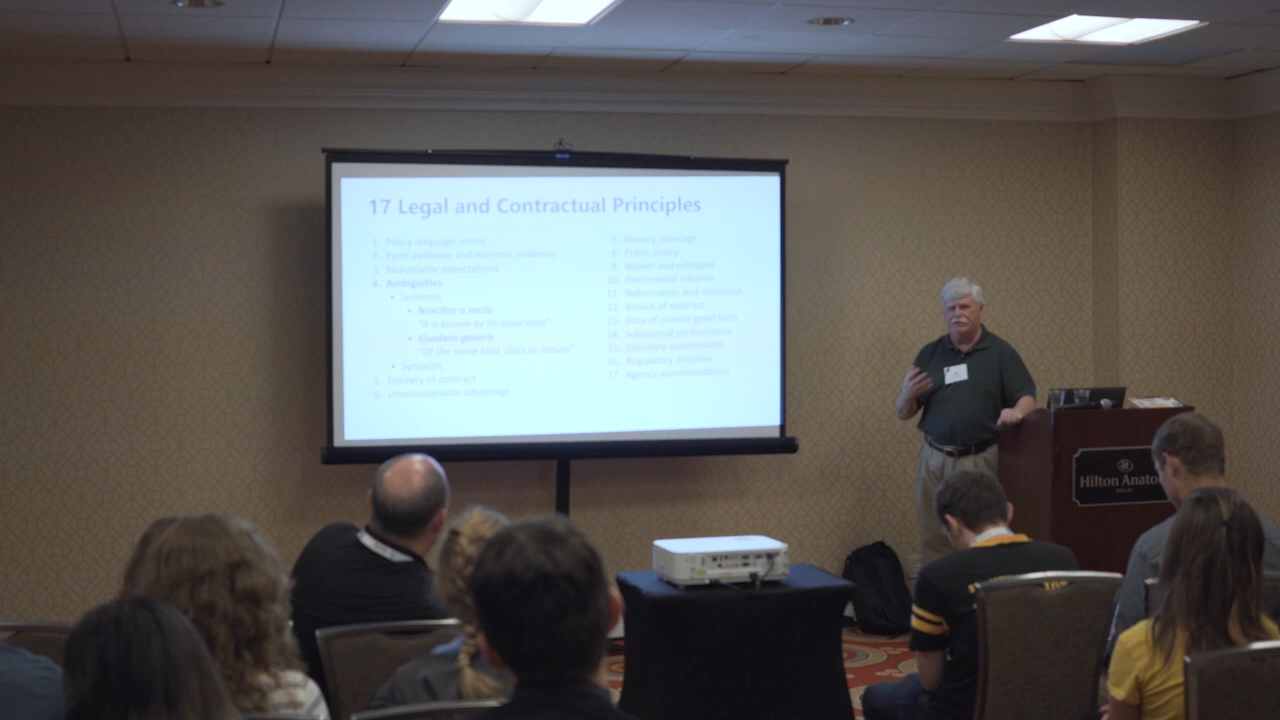 17 Legal and Contractual Principles
1. Policy language intent
2. Parol evidence and extrinsic evidence
3. Reasonable expectations
4. Ambiguities
• Semantic
• Noscitur a sociis
"It is known by its associates"
• Ejusdem generis
"Of the same kind, class or nature"
• Syntactic
5. Entirety of contract
6. Unconscionable advantage
7. Illusory coverage
8. Public policy
9. Waiver and estoppel
10. Detrimental reliance
11. Reformation and rescission
12. Breach of contract
13. Duty of utmost good faith
14. Substantial performance
15. Statutory supersession
16. Regulatory directive
17. Agency accommodation
Hilton Anato